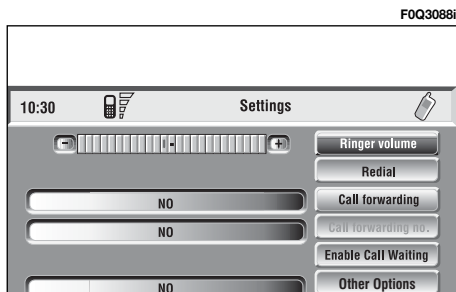 F0Q3088i
10:30
Settings
- +
Ringer volume
Redial
NO
Call forwarding
NO
Call forwarding no.
Enable Call Waiting
NO
Other Options